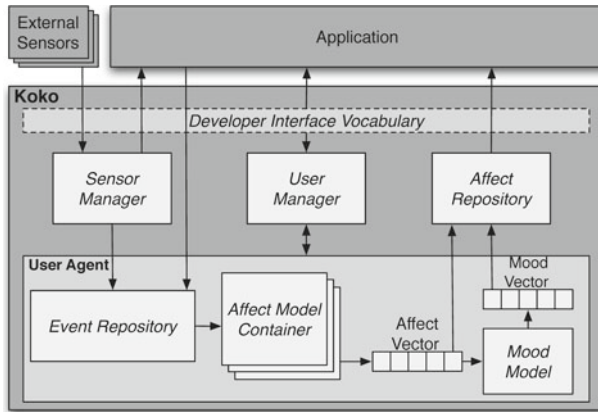 External
Sensors
Application
Koko
Developer Interface Vocabulary
Sensor
Manager
User
Manager
Affect
Repository
User Agent
Event Repository
Affect Model
Container
Affect
Vector
Mood
Vector
Mood
Model